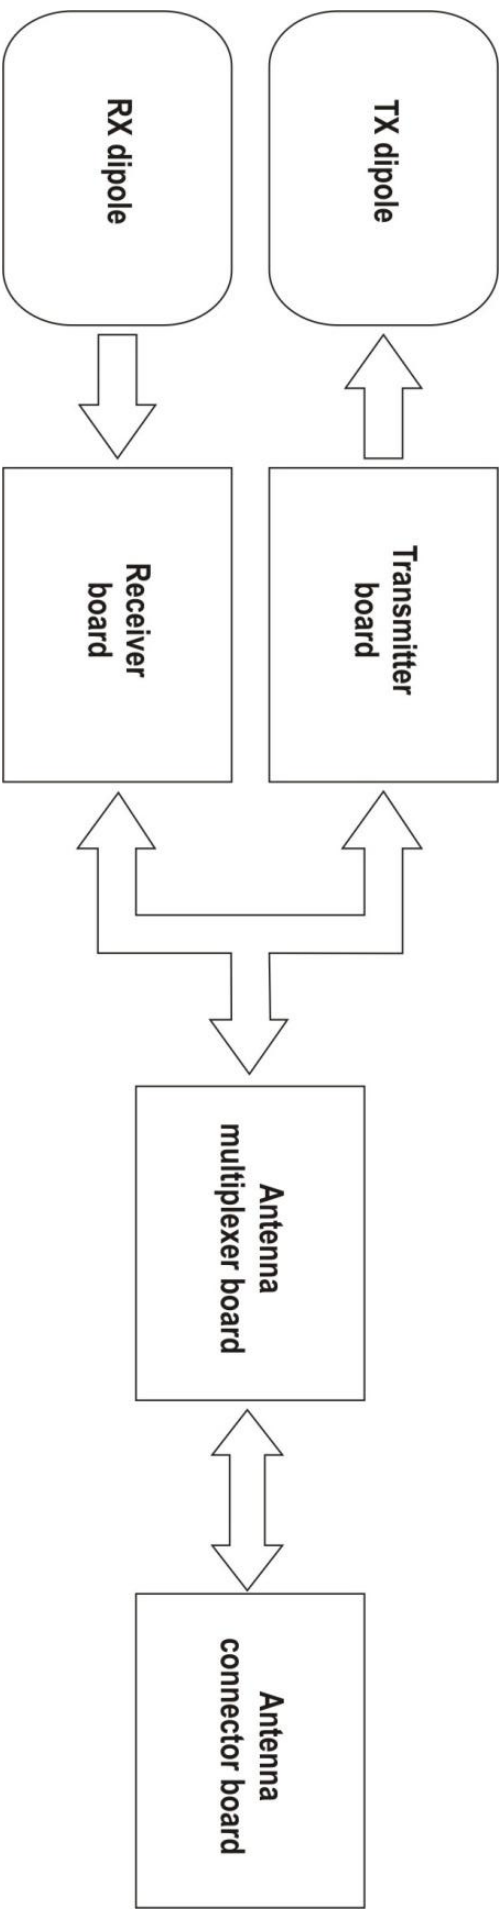 TX dipole
Transmitter
board
RX dipole
Receiver
board
Antenna
multiplexer board
Antenna
connector board